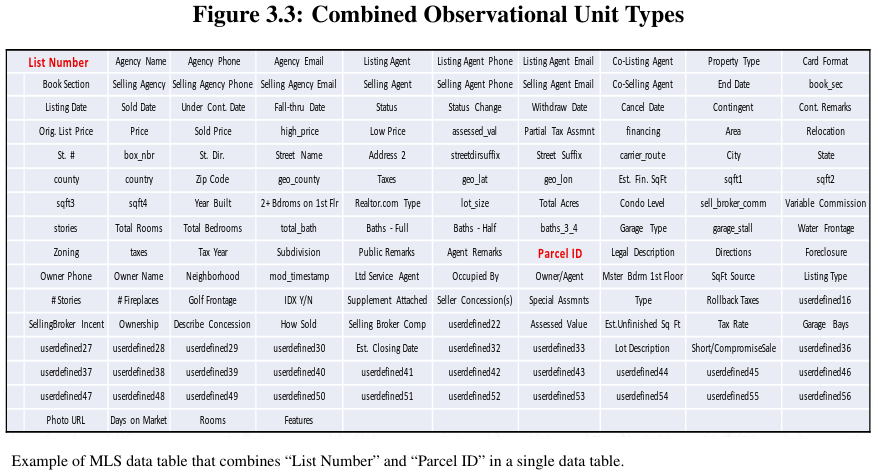 Figure 3.3: Combined Observational Unit Types
List Number Agency Name Agency Phone Agency Email Listing Agent Listing Agent Phone Listing Agent Email Co-Listing Agent Property Type Card Format
Book Section Selling Agency Selling Agency Phone Selling Agency Email Selling Agent Selling Agent Phone Selling Agent Email Co-Selling Agent End Date book_sec
Listing Date Sold Date Under Cont. Date Fall-thru Date Status Status Change Withdraw Date Cancel Date Contingent Cont. Remarks
Orig. List Price Price Sold Price high_price Low Price assessed_val Partial Tax Assmnt financing Area Relocation
St. # box_nbr St. Dir. Street Name Address 2 streetdirsuffix Street Suffix carrier_route City State
county country Zip Code geo_county Taxes geo_lat geo_lon Est. Fin. SqFt sqft1 sqft2
sqft3 sqft4 Year Built 2+ Bdroms on 1st Flr Realtor.com Type lot_size Total Acres Condo Level sell_broker_comm Variable Commission
stories Total Rooms Total Bedrooms total_bath Baths - Full Baths - Half baths_3_4 Garage Type garage_stall Water Frontage
Zoning taxes Tax Year Subdivision Public Remarks Agent Remarks Parcel ID Legal Description Directions Foreclosure
Owner Phone Owner Name Neighborhood mod_timestamp Ltd Service Agent Occupied By Owner/Agent Mster Bdrm 1st Floor SqFt Source Listing Type
# Stories # Fireplaces Golf Frontage IDX Y/N Supplement Attached Seller Concession(s) Special Assmnts Type Rollback Taxes userdefined16
SellingBroker Incent Ownership Describe Concession How Sold Selling Broker Comp userdefined22 Assessed Value Est.Unfinished Sq Ft Tax Rate Garage Bays
userdefined27 userdefined28 userdefined29 userdefined30 Est. Closing Date userdefined32 userdefined33 Lot Description Short/CompromiseSale userdefined36
userdefined37 userdefined38 userdefined39 userdefined40 userdefined41 userdefined42 userdefined43 userdefined44 userdefined45 userdefined46
userdefined47 userdefined48 userdefined49 userdefined50 userdefined51 userdefined52 userdefined53 userdefined54 userdefined55 userdefined56
Photo URL Days on Market Rooms Features
Example of MLS data table that combines “List Number” and “Parcel ID” in a single data table.